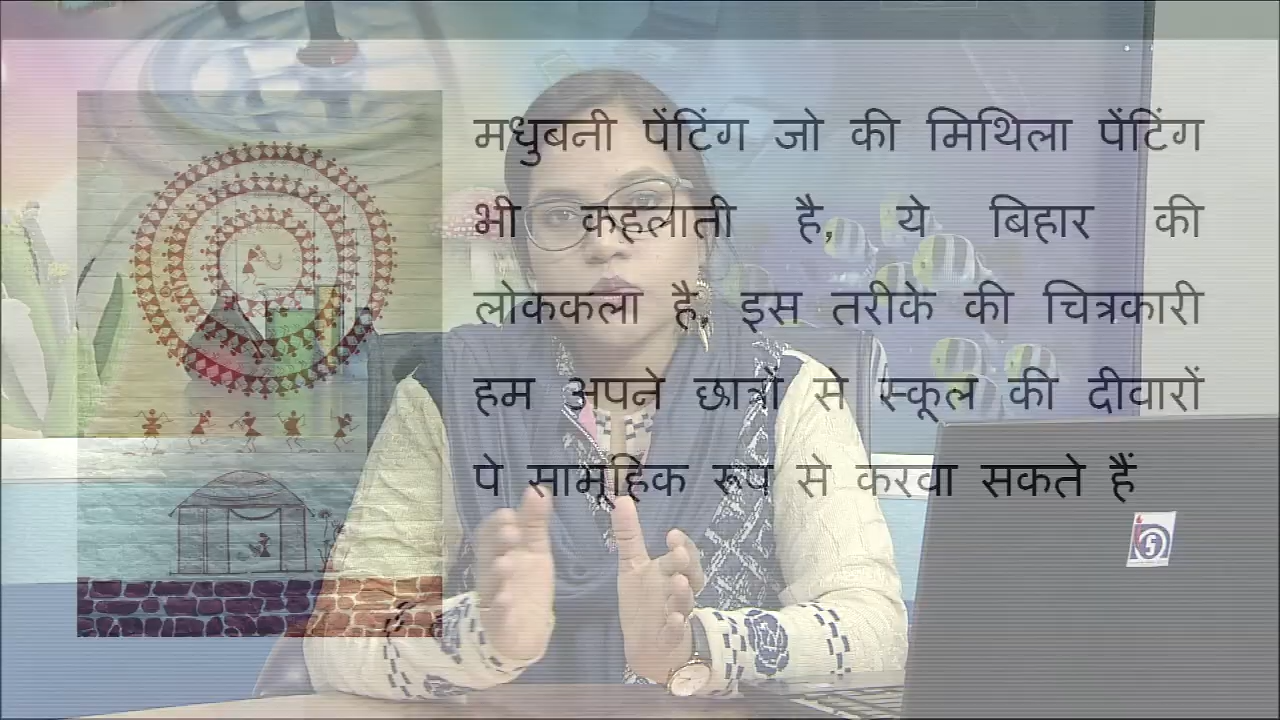 मधुबनी पेंटिंग जो की मिथिला पेंटिंग
भी कहलाती है, ये बिहार की
लोककला है, इस तरीके की चित्रकारी
हम अपने छात्रों से स्कूल की दीवारों
पे सामूहिक रूप से करवा सकते हैं